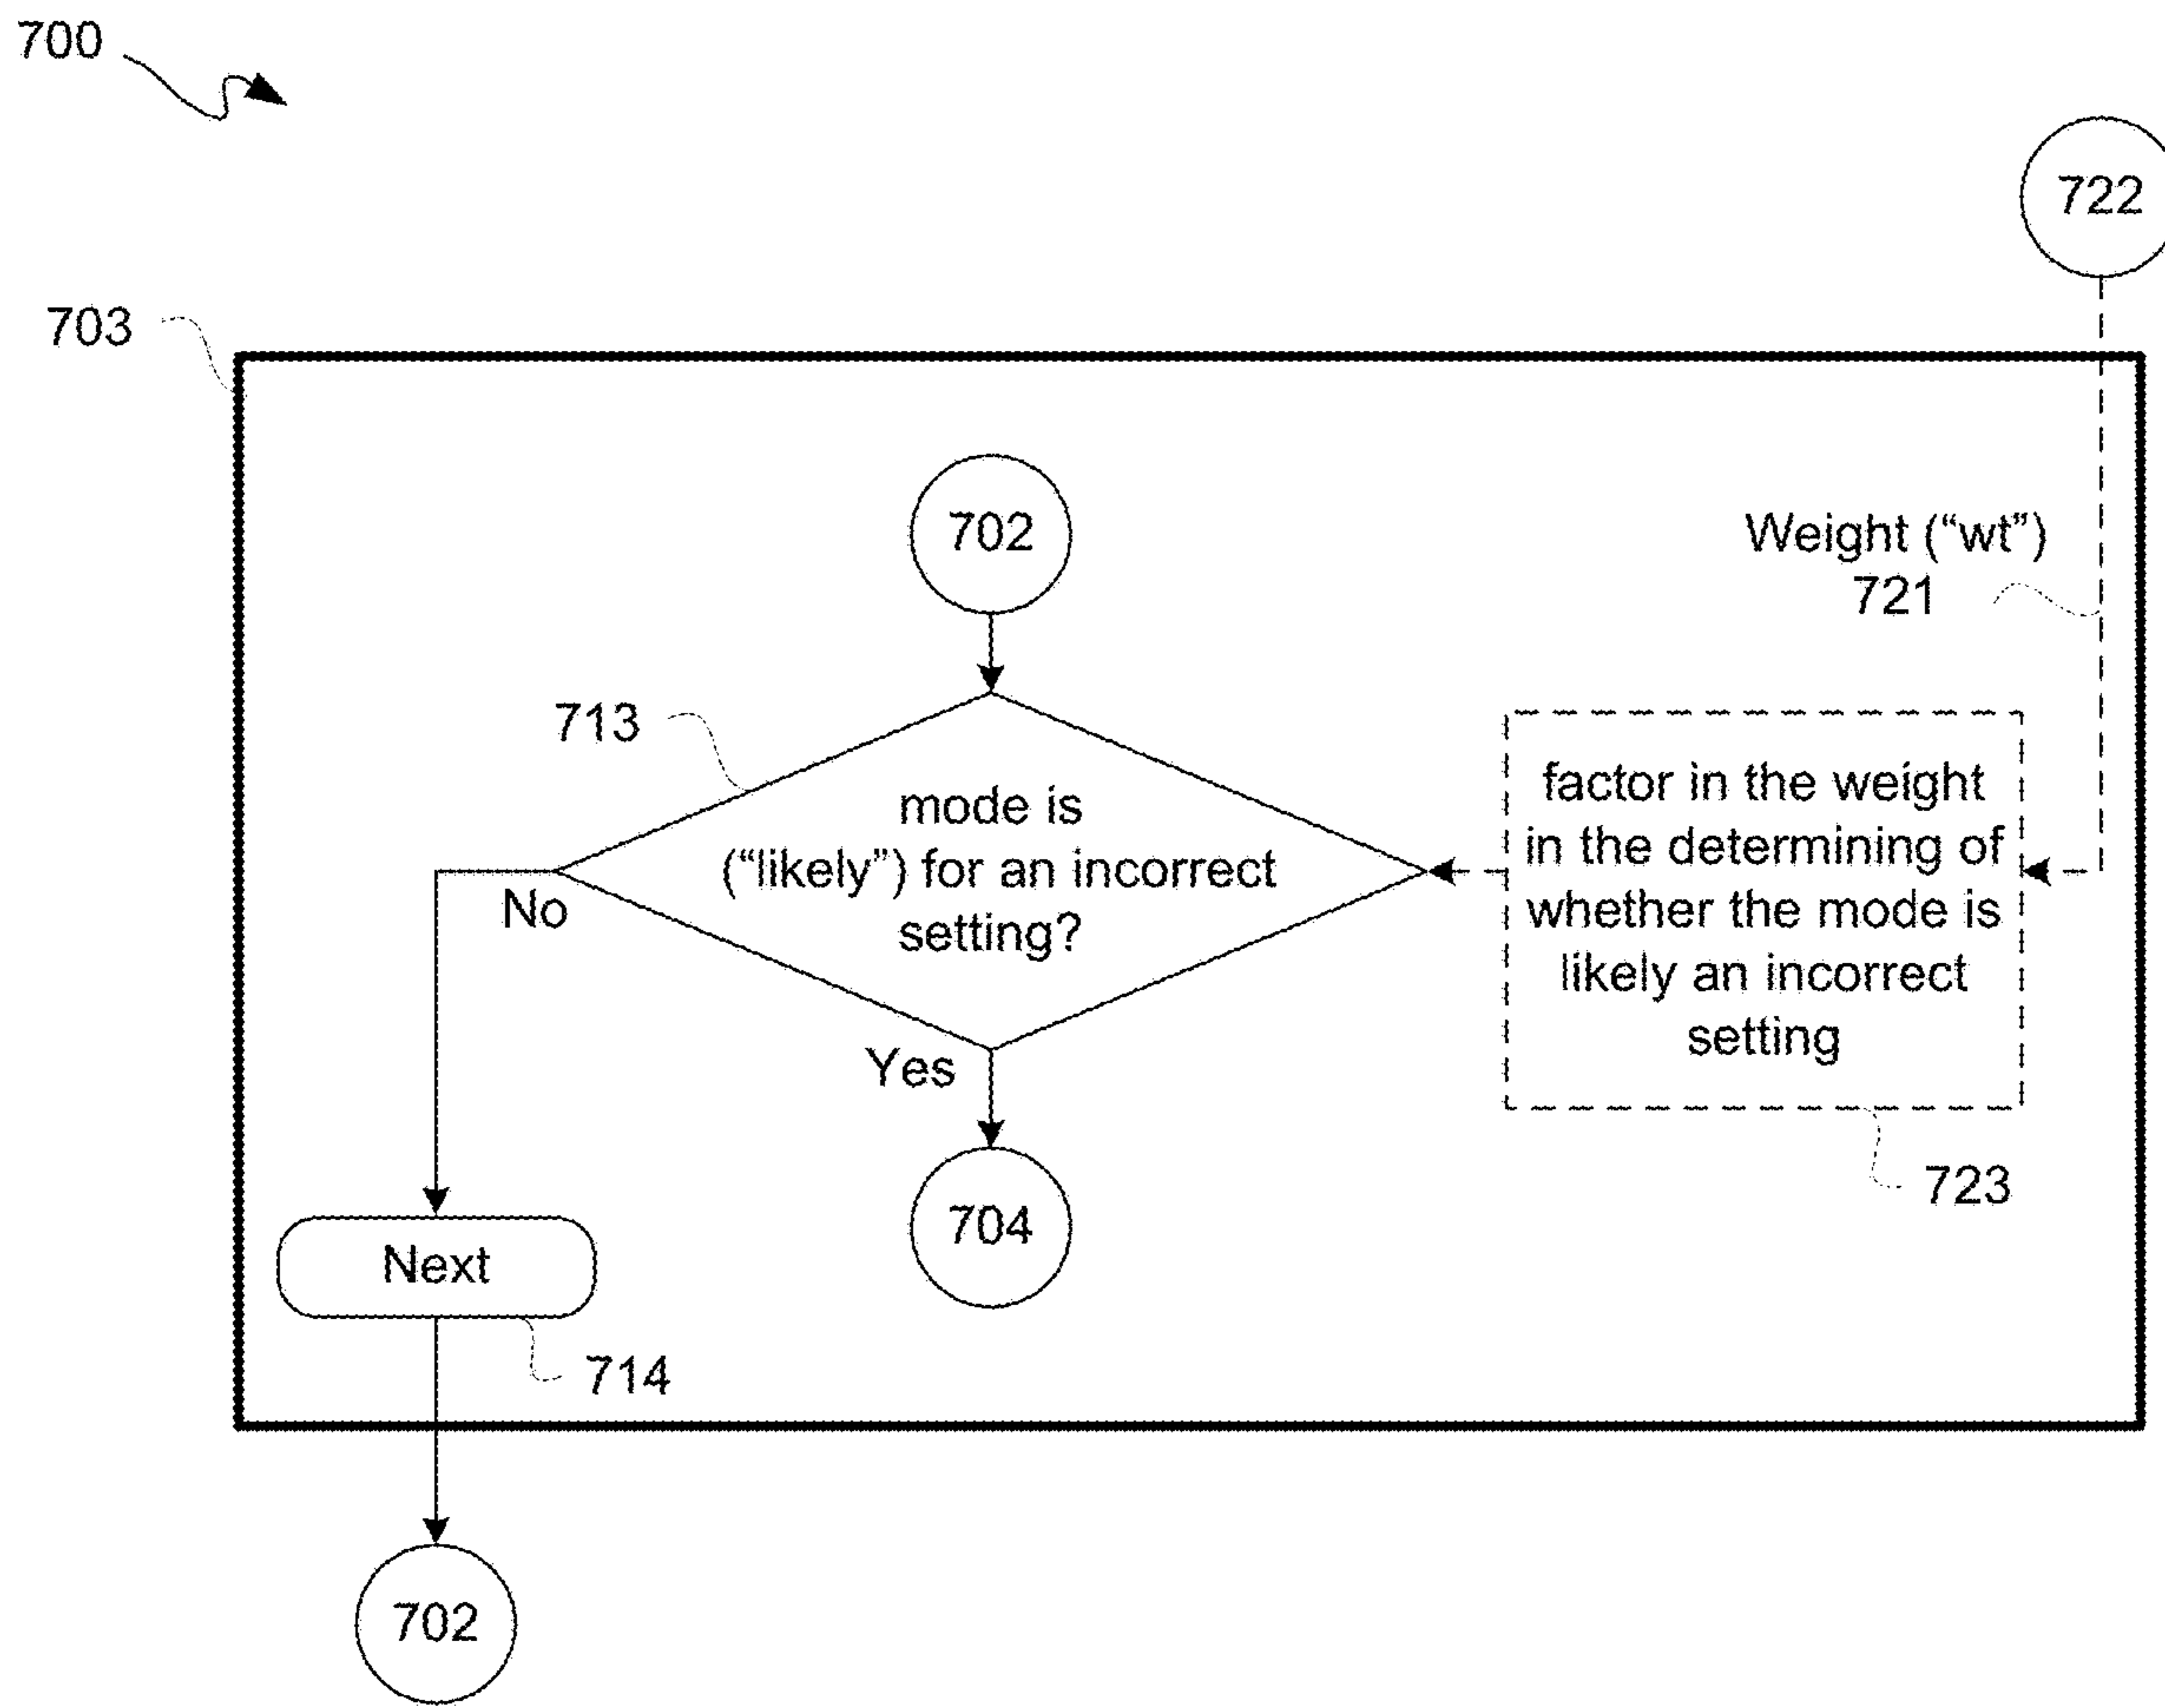 700
722
703
702
Weight (“wt”)
721
713
mode is
(“likely”) for an incorrect
setting?
factor in the weight
in the determining of
whether the mode is
likely an incorrect
setting
No
Yes
723
704
Next
714
702